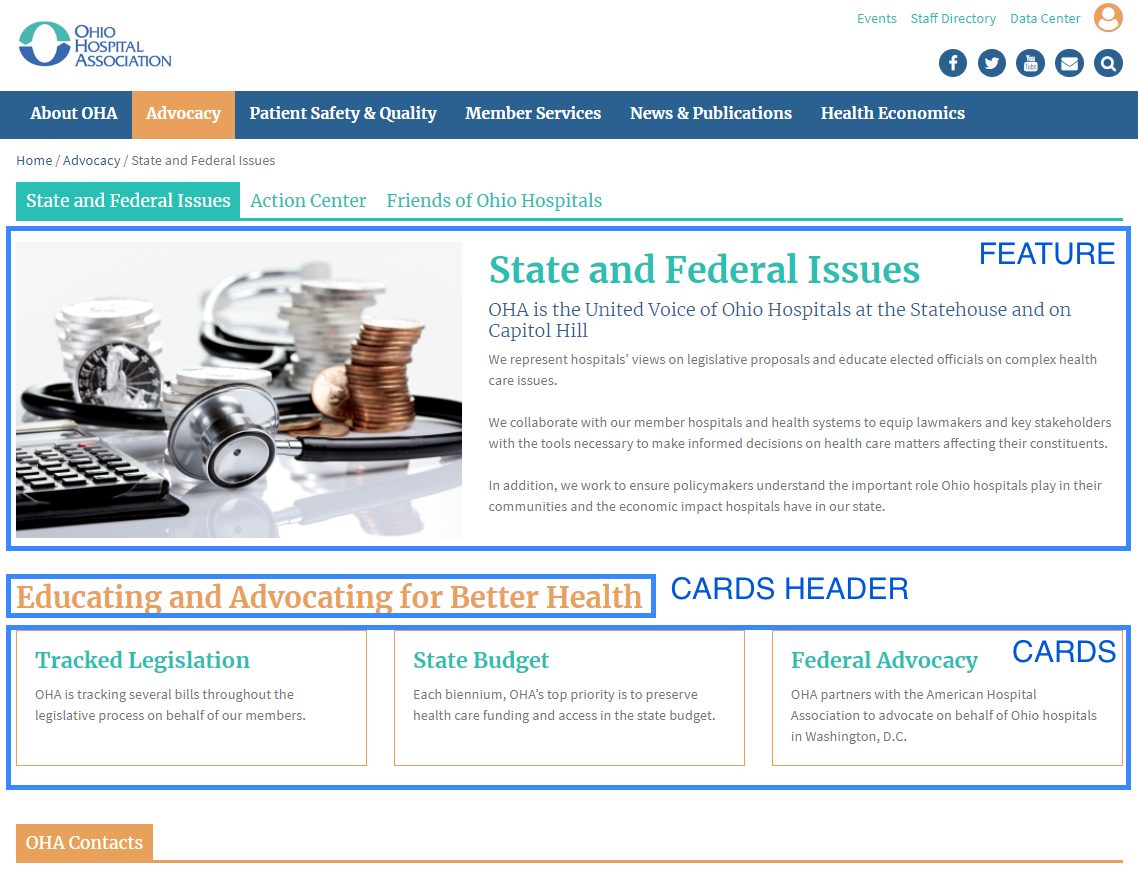 OHIO
HOSPITAL
ASSOCIATION
Events Staff Directory Data Center
You
Tube
About OHA Advocacy Patient Safety & Quality Member Services News & Publications Health Economics
Home / Advocacy / State and Federal Issues
State and Federal Issues Action Center Friends of Ohio Hospitals
FEATURE
State and Federal Issues
OHA is the United Voice of Ohio Hospitals at the Statehouse and on
Capitol Hill
We represent hospitals’ views on legislative proposals and educate elected officials on complex health
care issues.
We collaborate with our member hospitals and health systems to equip lawmakers and key stakeholders
with the tools necessary to make informed decisions on health care matters affecting their constituents.
In addition, we work to ensure policymakers understand the important role Ohio hospitals play in their
communities and the economic impact hospitals have in our state.
Educating and Advocating for Better Health
CARDS HEADER
CARDS
Tracked Legislation
OHA is tracking several bills throughout the
legislative process on behalf of our members.
State Budget
Each biennium, OHA’s top priority is to preserve
health care funding and access in the state budget.
Federal Advocacy
OHA partners with the American Hospital
Association to advocate on behalf of Ohio hospitals
in Washington, D.C.
OHA Contacts